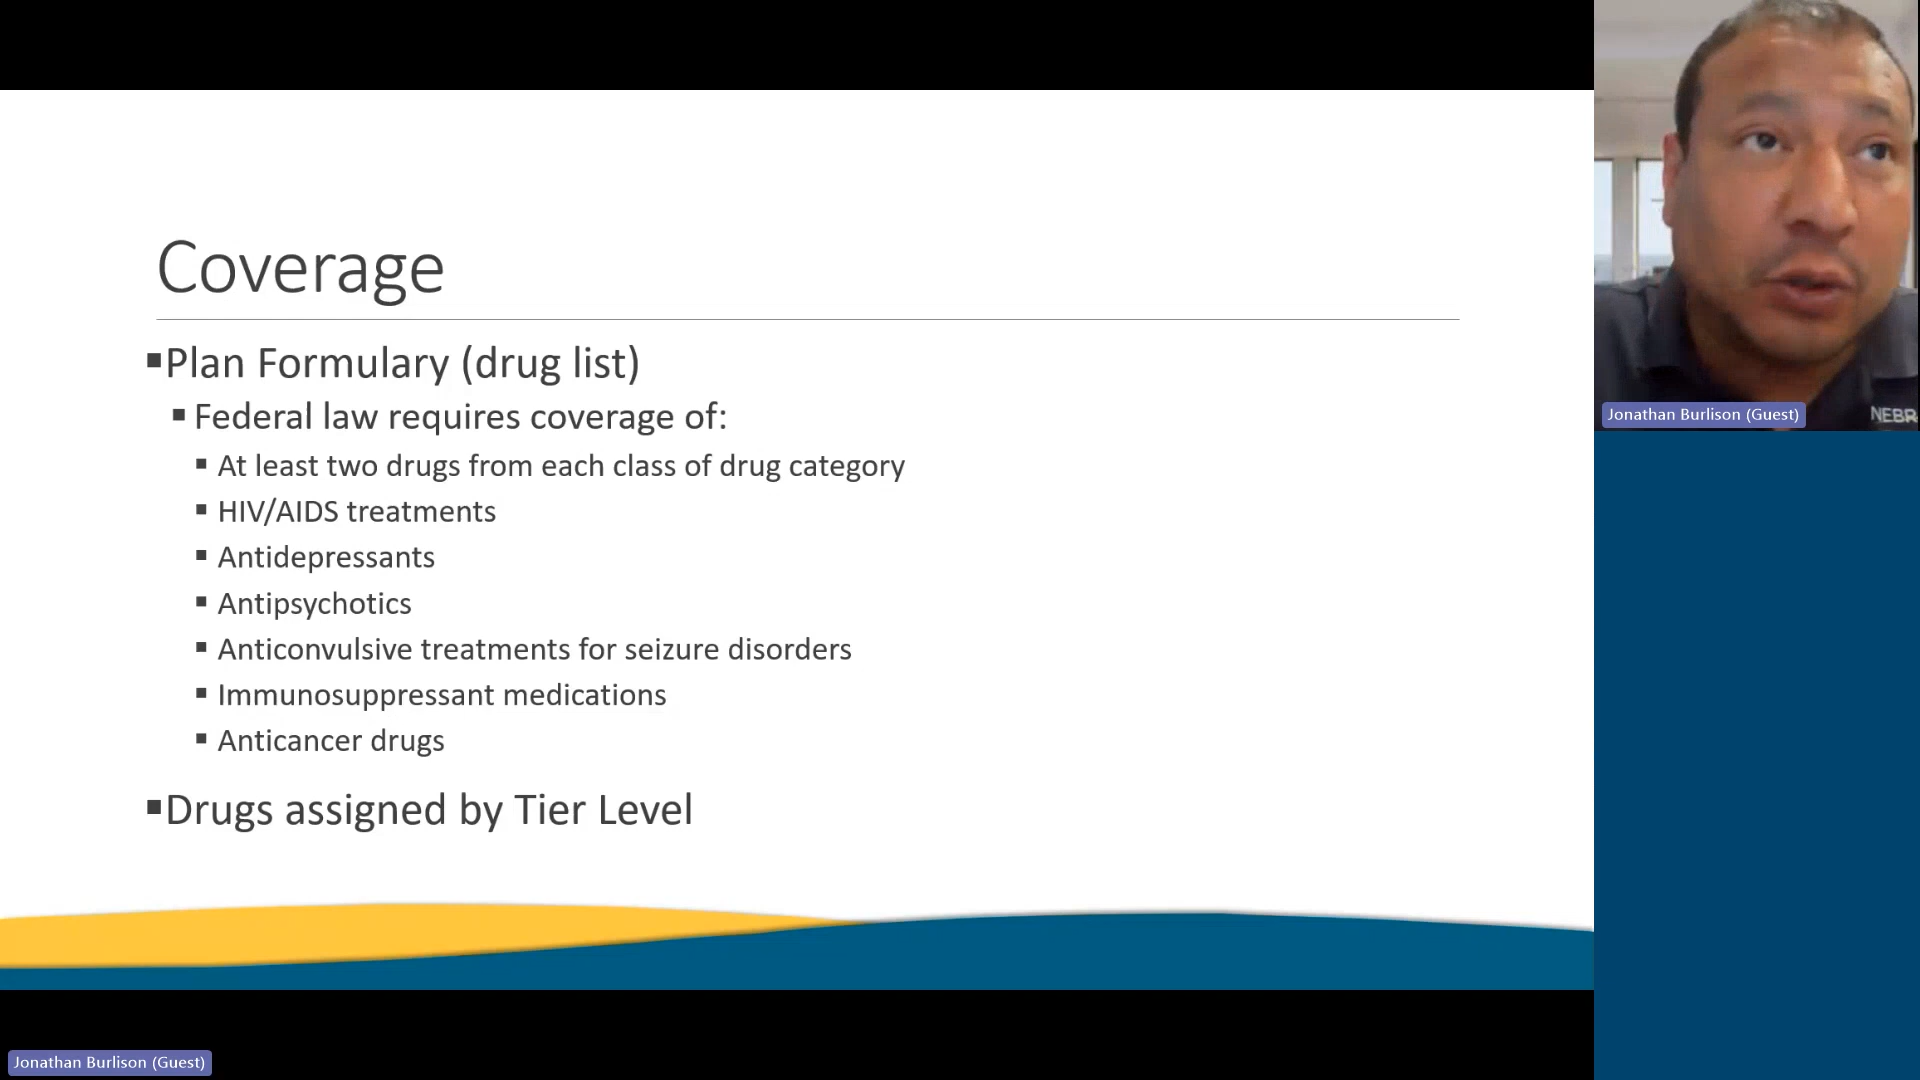 Coverage
▪Plan Formulary (drug list)
▪ Federal law requires coverage of:
▪ At least two drugs from each class of drug category
▪ HIV/AIDS treatments
▪ Antidepressants
▪ Antipsychotics
▪ Anticonvulsive treatments for seizure disorders
▪ Immunosuppressant medications
▪ Anticancer drugs
▪Drugs assigned by Tier Level
Jonathan Burlison (Guest)
NEBR
Jonathan Burlison (Guest)